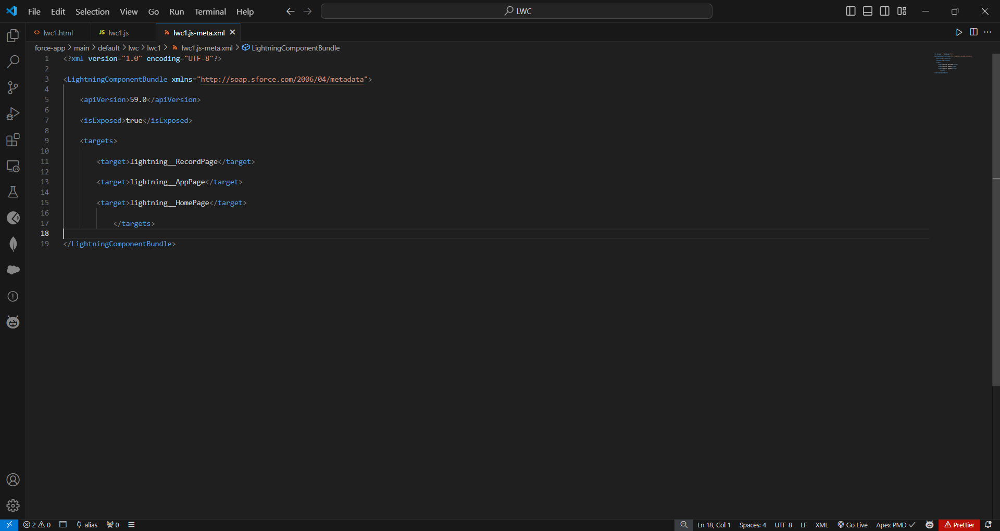 File Edit Selection View Go Run Terminal Help LWC
lwc1.html JS lwc1.js lwc1.js-meta.xml
force-app > main > default > lwc > lwc1 > lwc1.js-meta.xml > LightningComponentBundle
1 <?xml version="1.0" encoding="UTF-8"?>
2
3 <LightningComponentBundle xmlns="http://soap.sforce.com/2006/04/metadata">
4
5 <apiVersion>59.0</apiVersion>
6
7 <isExposed>true</isExposed>
8
9 <targets>
10
11 <target>lightning__RecordPage</target>
12
13 <target>lightning__AppPage</target>
14
15 <target>lightning__HomePage</target>
16
17 </targets>
18
19 </LightningComponentBundle>
2 0 alias 0 Ln 18, Col 1 Spaces: 4 UTF-8 LF XML Go Live Apex PMD Prettier